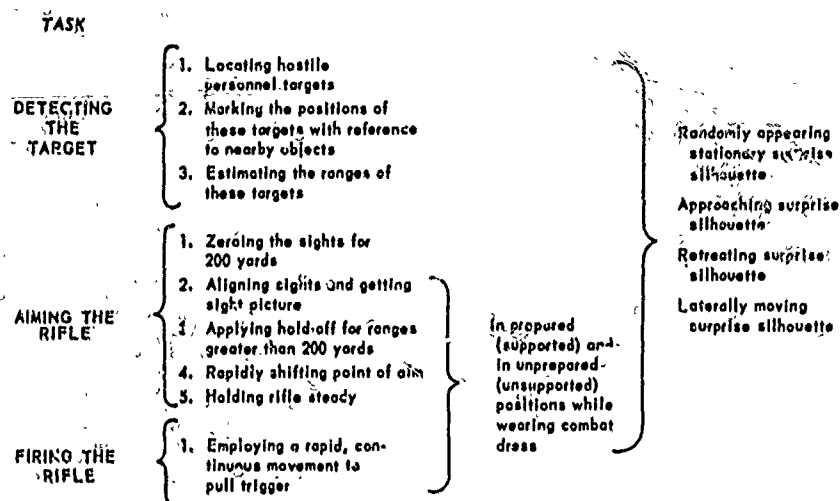 TASK
DETECTING
THE
TARGET
1. Locating hostile
personnel targets
2. Marking the positions of
these targets with reference
to nearby objects
3. Estimating the ranges of
these targets
AIMING THE
RIFLE
1. Zeroing the sights for
200 yards
2. Aligning sights and getting
sight picture
3. Applying hold-off for ranges
greater than 200 yards
4. Rapidly shifting point of aim
5. Holding rifle steady
FIRING THE
RIFLE
1. Employing a rapid, con-
tinuous movement to
pull trigger
In prepared
(supported) and
in unprepared
(unsupported)
positions while
wearing combat
dress
Randomly appearing
stationary surprise
silhouette
Approaching surprise
silhouette
Retreating surprise
silhouette
Laterally moving
surprise silhouette